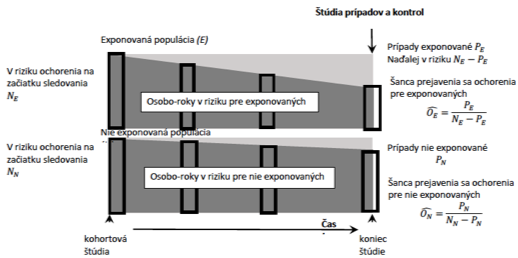 Štúdia prípadov a kontrol
Exponovaná populácia (E)
Prípady exponované P_E
Naďalej v riziku N_E − P_E
V riziku ochorenia na
začiatku sledovania
N_E
Osobo-roky v riziku pre exponovaných
Šanca prejavenia sa ochorenia
pre exponovaných
Ô_E = P_E / (N_E − P_E)
Nie exponovaná populácia
V riziku ochorenia na
začiatku sledovania
N_N
Prípady nie exponované
P_N
Osobo-roky v riziku pre nie exponovaných
Šanca prejavenia sa ochorenia
pre nie exponovaných
Ô_N = P_N / (N_N − P_N)
Čas
kohortová
štúdia
koniec
štúdie